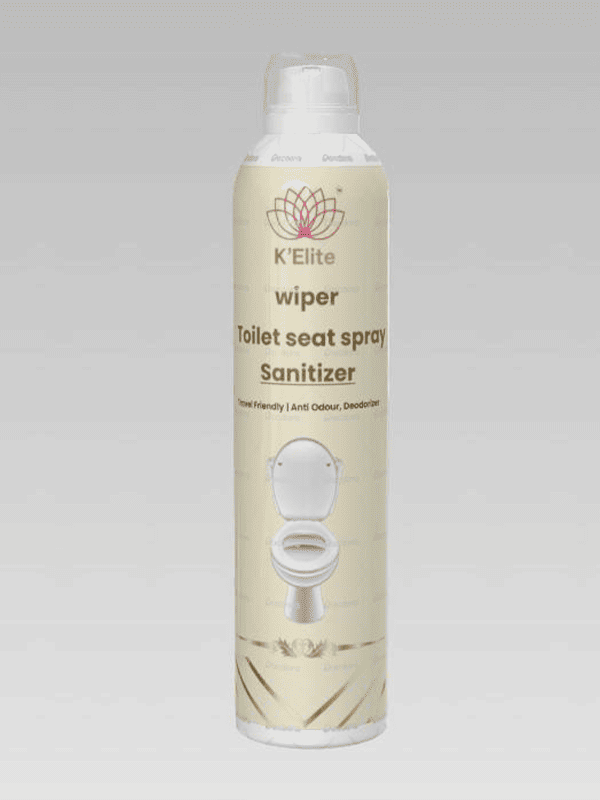 K'Elite
wiper
Toilet seat spray
Sanitizer
Travel Friendly | Anti Odour, Deodorizer